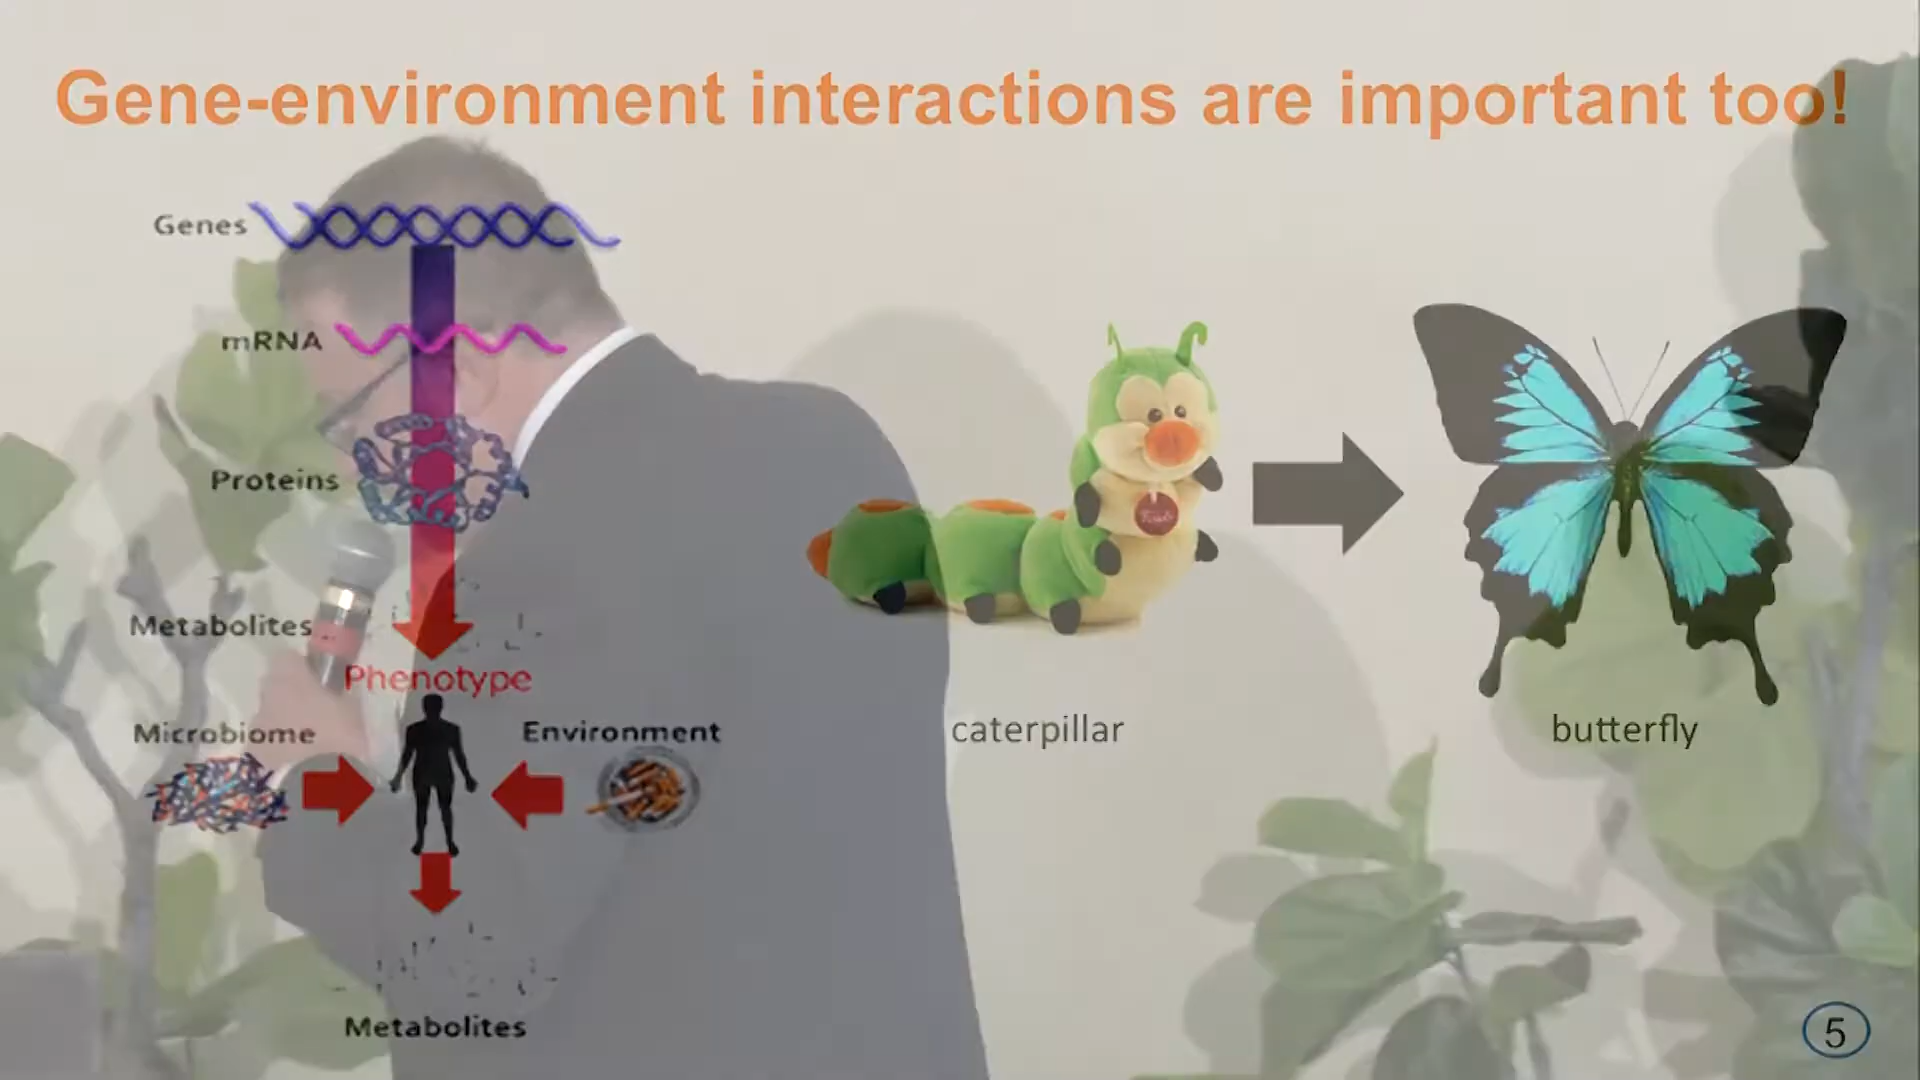 Gene-environment interactions are important too!
Genes
mRNA
Proteins
Metabolites
Phenotype
Microbiome
Environment
Metabolites
caterpillar
butterfly
5